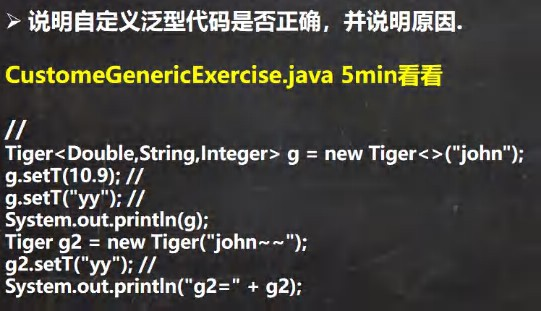 ➢ 说明自定义泛型代码是否正确，并说明原因.
CustomeGenericExercise.java 5min看看
//
Tiger<Double,String,Integer> g = new Tiger<>("john");
g.setT(10.9); //
g.setT("yy"); //
System.out.println(g);
Tiger g2 = new Tiger("john~~");
g2.setT("yy"); //
System.out.println("g2=" + g2);